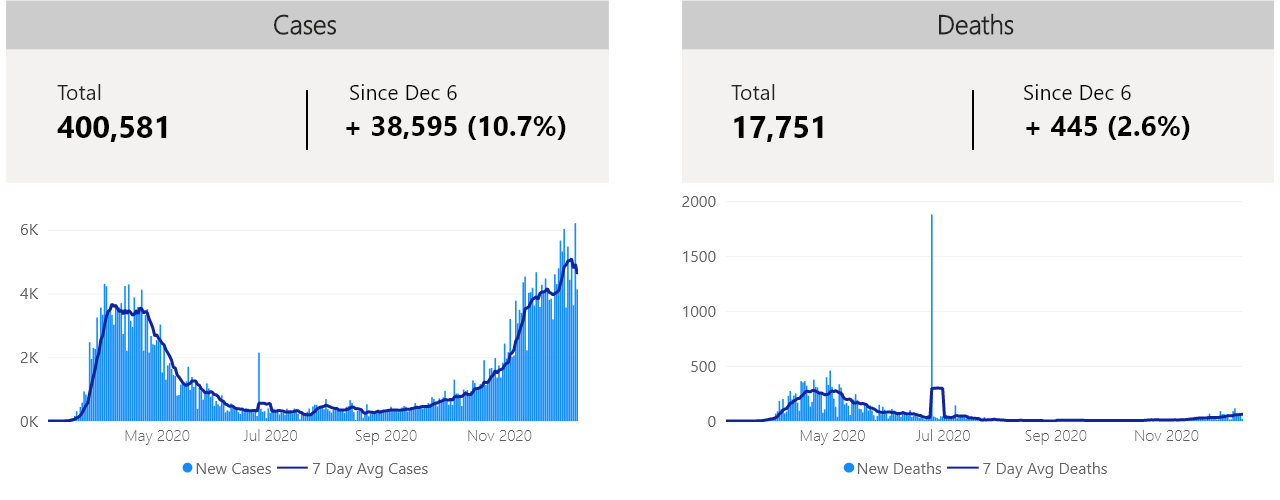 Cases
Total
400,581
Since Dec 6
+ 38,595 (10.7%)
6K
4K
2K
0K
May 2020
Jul 2020
Sep 2020
Nov 2020
New Cases
7 Day Avg Cases
Deaths
Total
17,751
Since Dec 6
+ 445 (2.6%)
2000
1500
1000
500
0
May 2020
Jul 2020
Sep 2020
Nov 2020
New Deaths
7 Day Avg Deaths